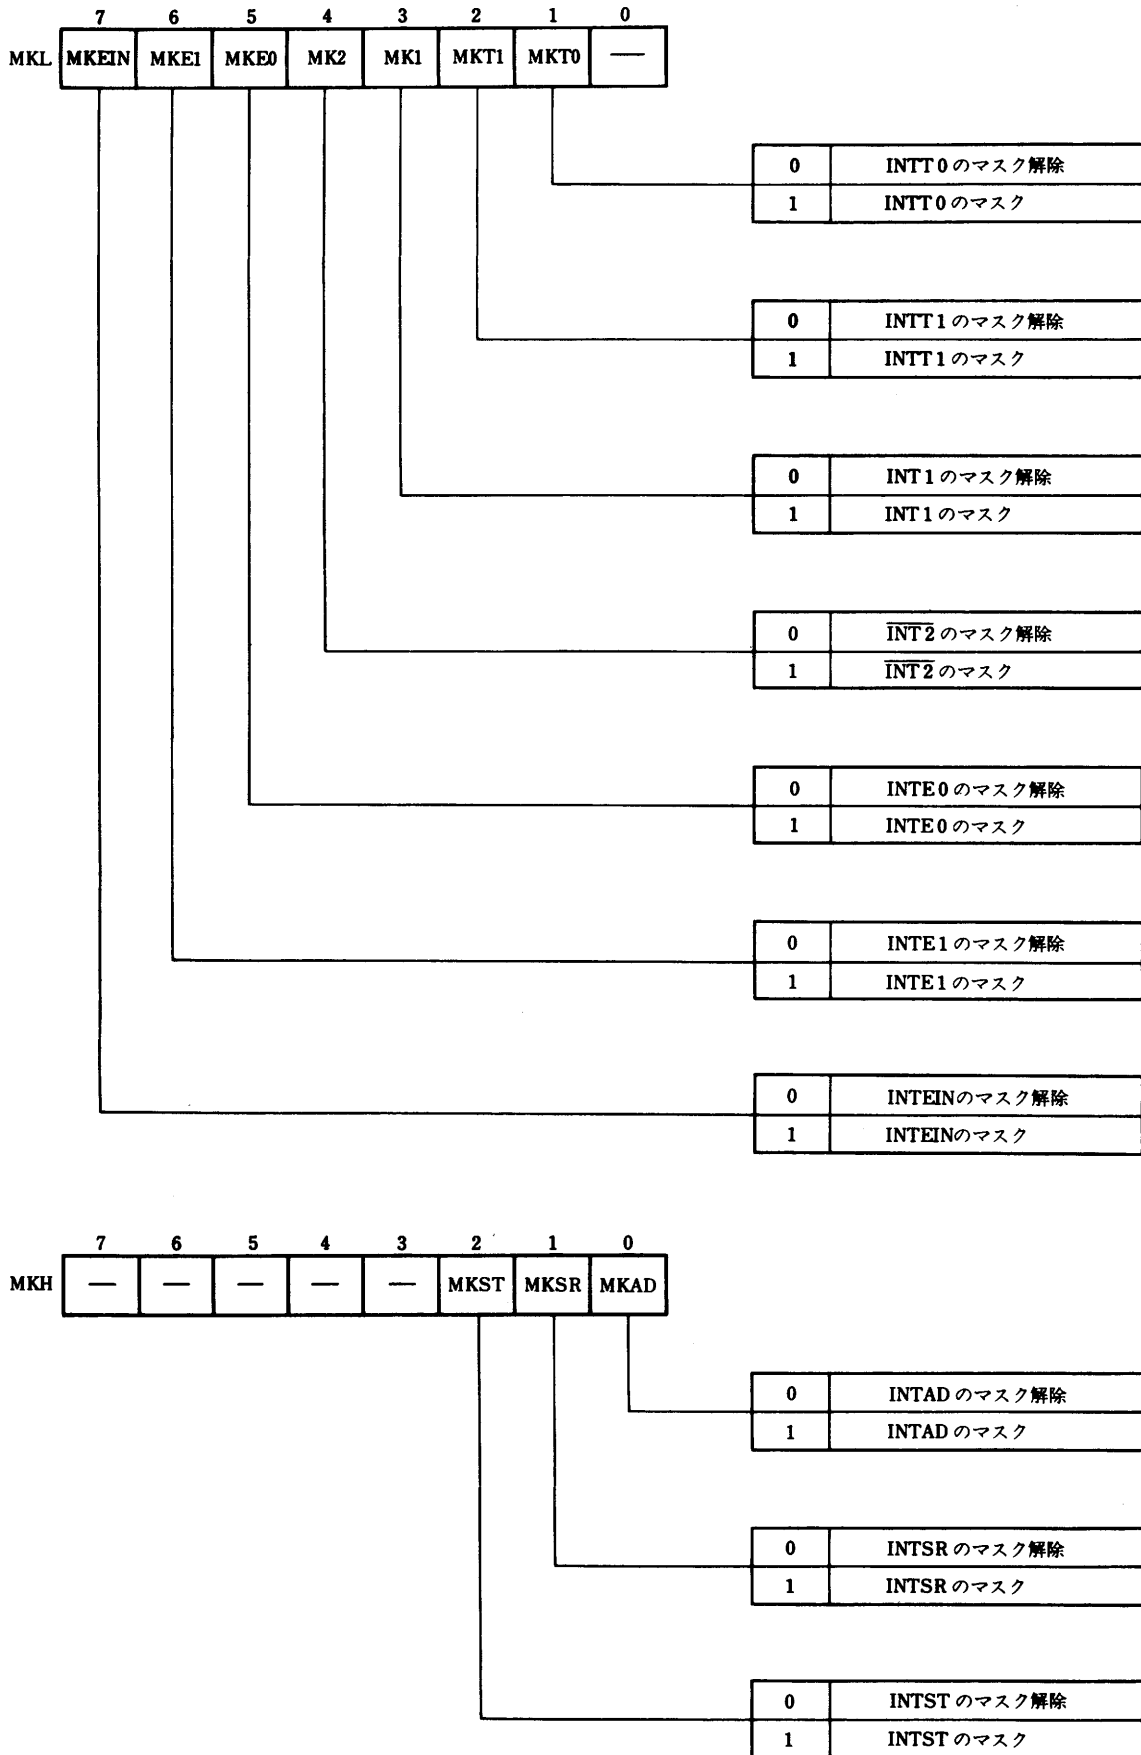 7 6 5 4 3 2 1 0
MKL MKEIN MKE1 MKE0 MK2 MK1 MKT1 MKT0 —
0 INTT0のマスク解除
1 INTT0のマスク
0 INTT1のマスク解除
1 INTT1のマスク
0 INT1のマスク解除
1 INT1のマスク
0 I̅N̅T̅2̅のマスク解除
1 I̅N̅T̅2̅のマスク
0 INTE0のマスク解除
1 INTE0のマスク
0 INTE1のマスク解除
1 INTE1のマスク
0 INTEINのマスク解除
1 INTEINのマスク
7 6 5 4 3 2 1 0
MKH — — — — — MKST MKSR MKAD
0 INTADのマスク解除
1 INTADのマスク
0 INTSRのマスク解除
1 INTSRのマスク
0 INTSTのマスク解除
1 INTSTのマスク